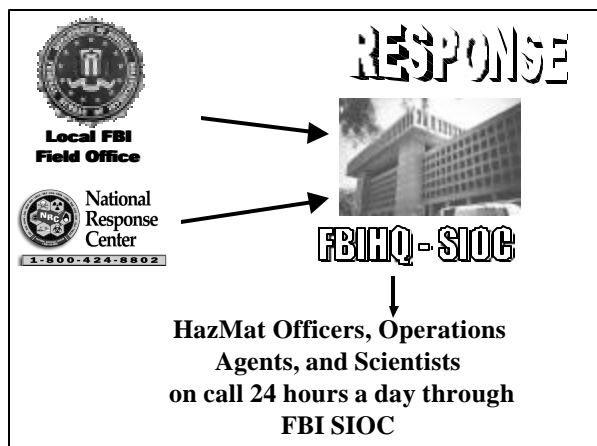 RESPONSE
Local FBI
Field Office
NRC
National
Response
Center
1-800-424-8802
FBIHQ - SIOC
HazMat Officers, Operations
Agents, and Scientists
on call 24 hours a day through
FBI SIOC